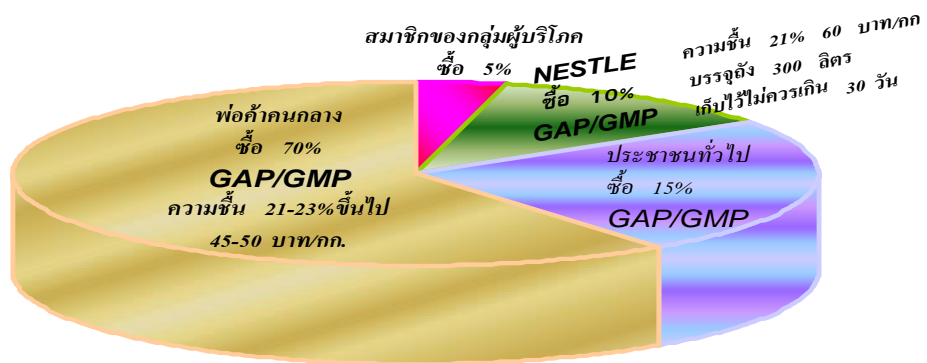 สมาชิกของกลุ่มผู้บริโภค
ซื้อ 5%
NESTLE
ซื้อ 10%
GAP/GMP
ความชื้น 21% 60 บาท/กก
บรรจุถัง 300 ลิตร
เก็บไว้ไม่ควรเกิน 30 วัน
พ่อค้าคนกลาง
ซื้อ 70%
GAP/GMP
ความชื้น 21-23%ขึ้นไป
45-50 บาท/กก.
ประชาชนทั่วไป
ซื้อ 15%
GAP/GMP